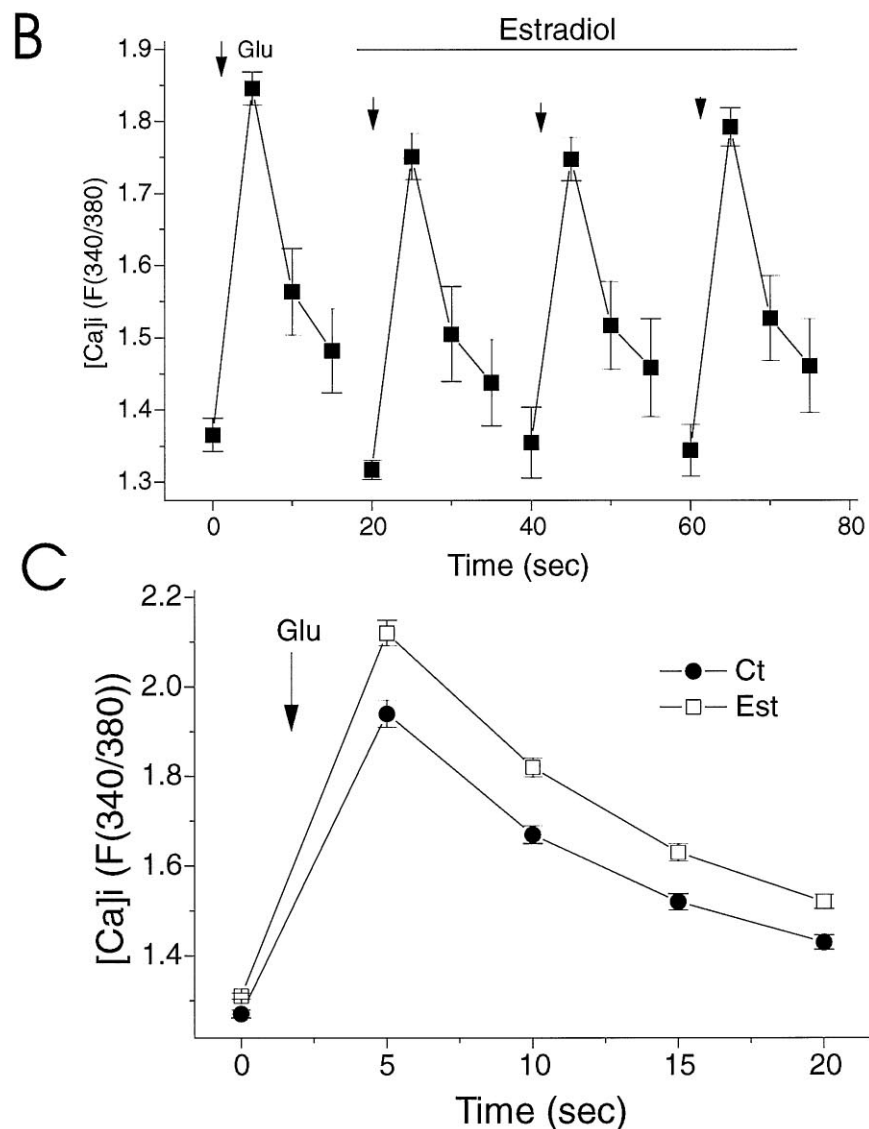 B
Estradiol
Glu
[Ca]i (F(340/380)
1.9
1.8
1.7
1.6
1.5
1.4
1.3
0 20 40 60 80
Time (sec)
C
Glu
Ct
Est
[Ca]i (F(340/380))
2.2
2.0
1.8
1.6
1.4
0 5 10 15 20
Time (sec)